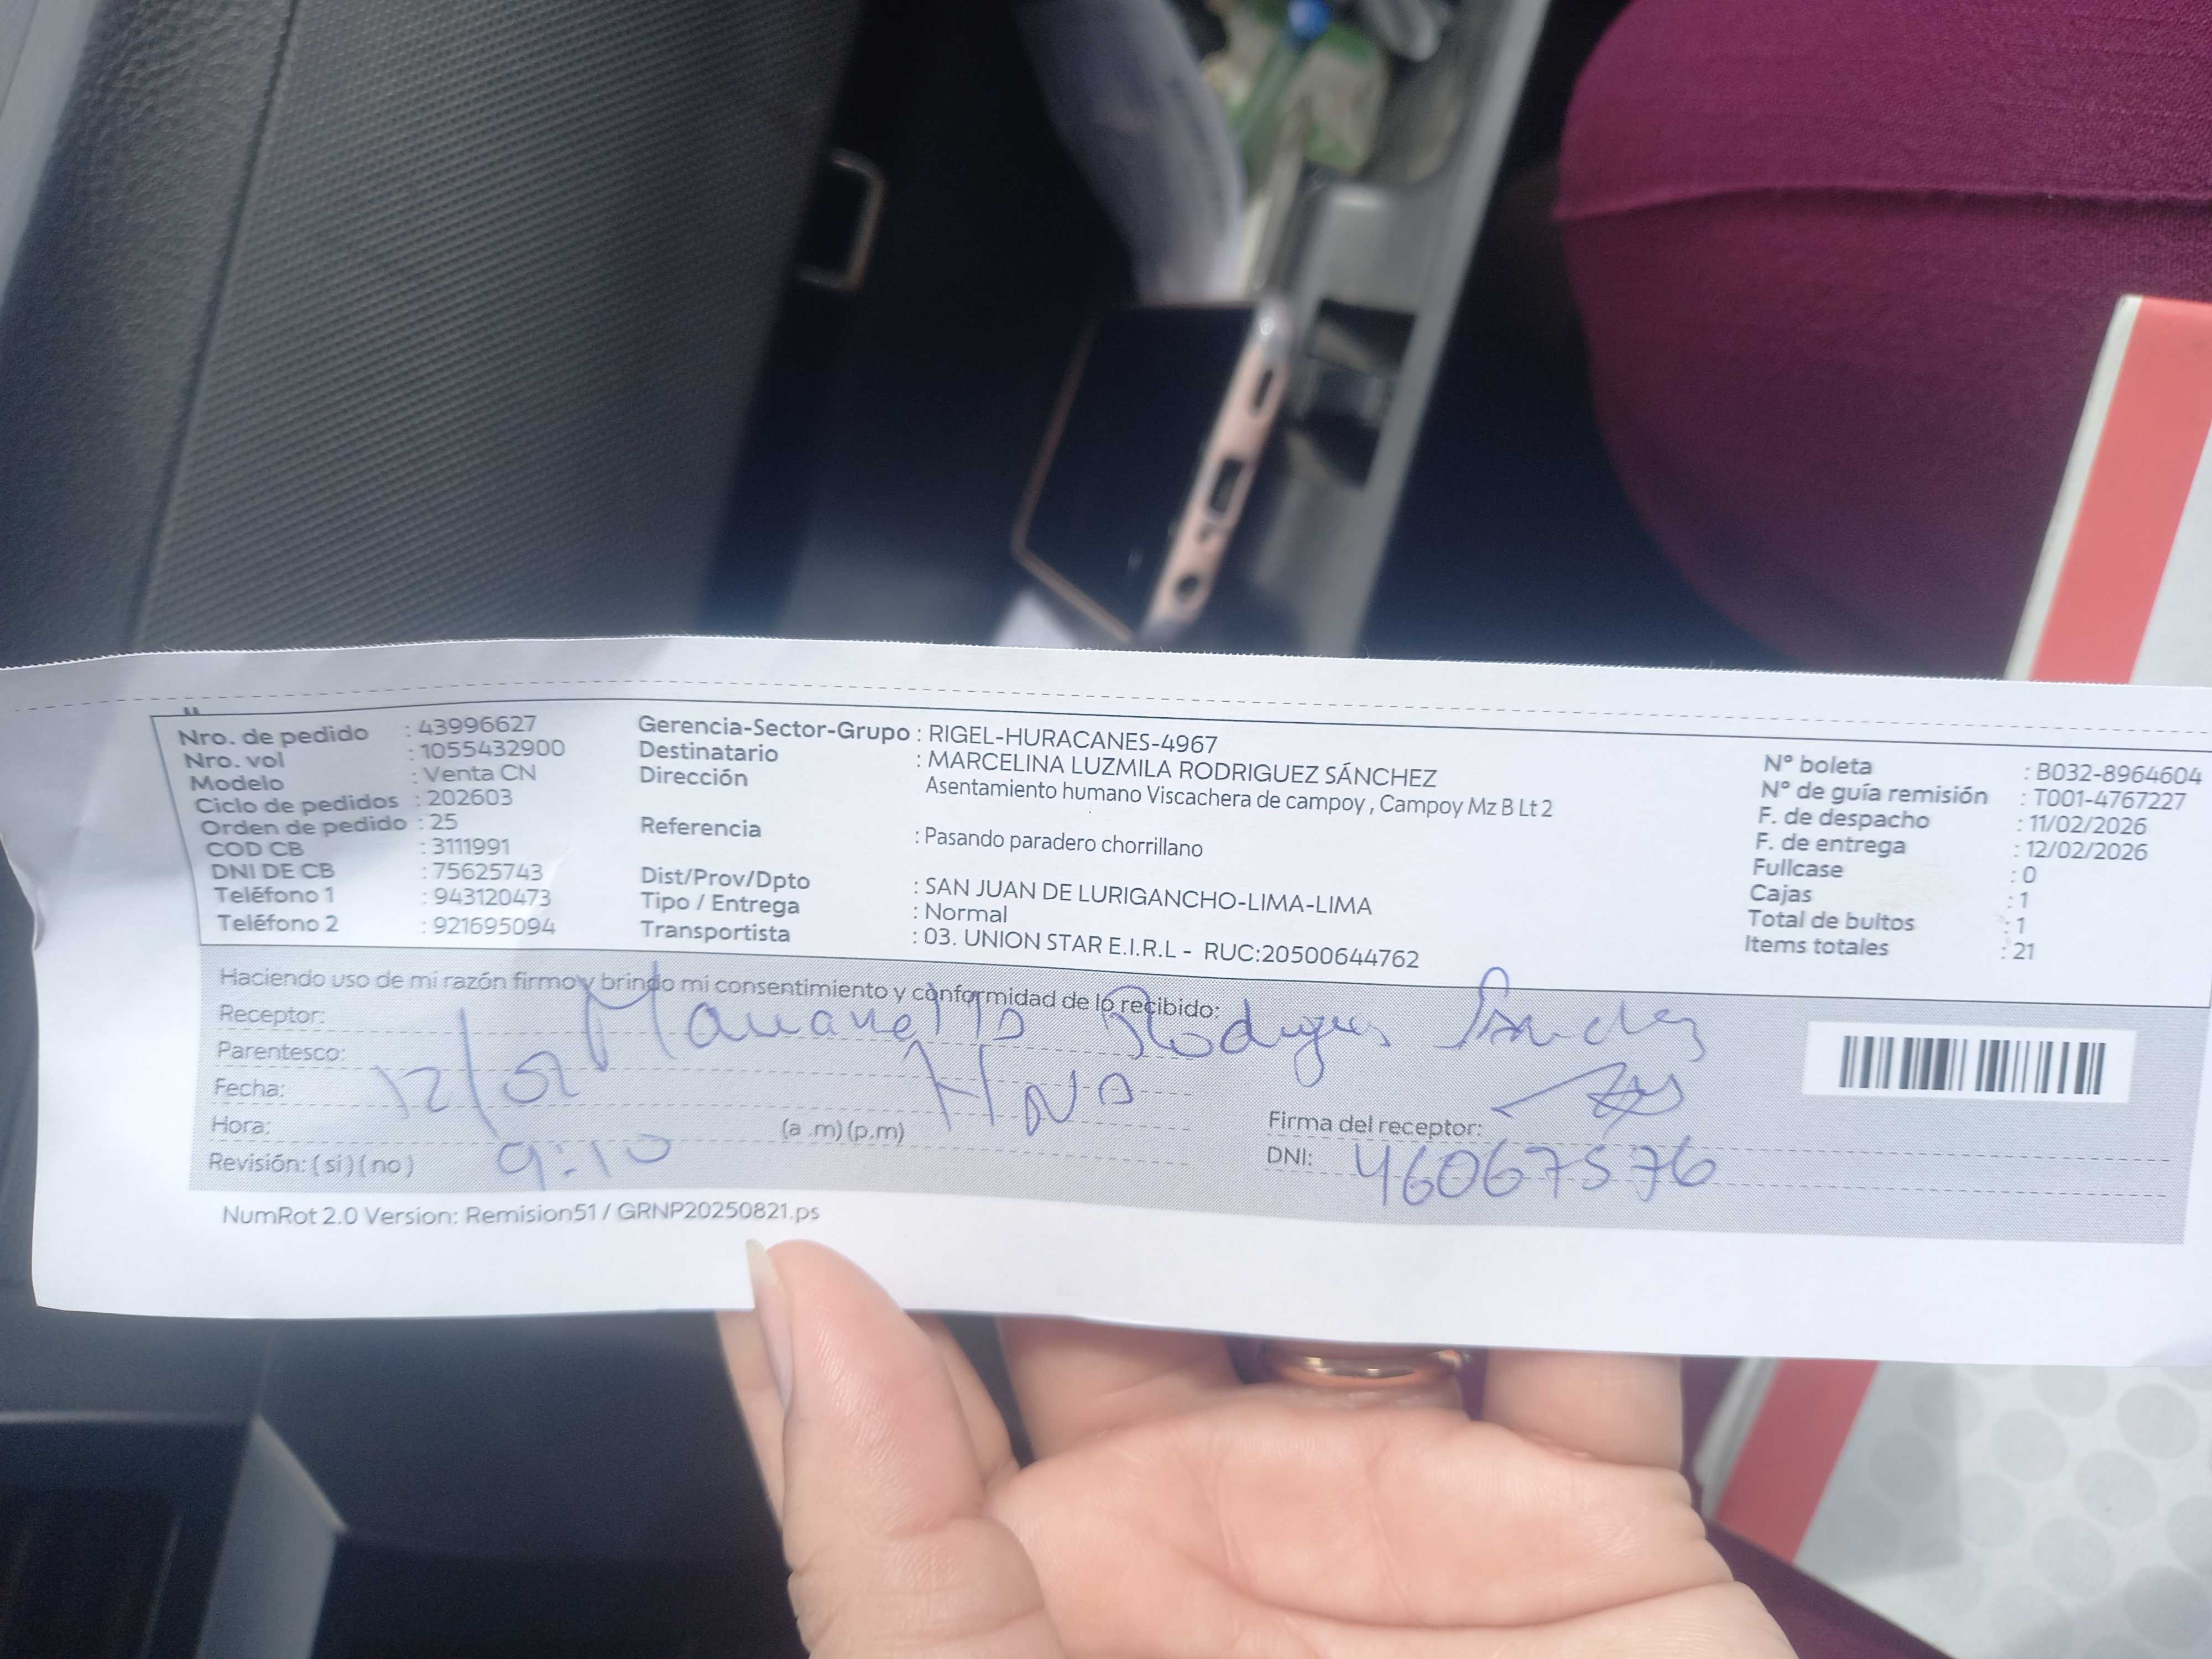 Nro. de pedido : 43996627
Nro. vol : 1055432900
Modelo : Venta CN
Ciclo de pedidos : 202603
Orden de pedido : 25
COD CB : 3111991
DNI DE CB : 75625743
Teléfono 1 : 943120473
Teléfono 2 : 921695094
Gerencia-Sector-Grupo : RIGEL-HURACANES-4967
Destinatario : MARCELINA LUZMILA RODRIGUEZ SÁNCHEZ
Dirección Asentamiento humano Viscachera de campoy , Campoy Mz B Lt 2
Referencia : Pasando paradero chorrillano
Dist/Prov/Dpto : SAN JUAN DE LURIGANCHO-LIMA-LIMA
Tipo / Entrega : Normal
Transportista : 03. UNION STAR E.I.R.L - RUC:20500644762
N° boleta : B032-8964604
N° de guía remisión : T001-4767227
F. de despacho : 11/02/2026
F. de entrega : 12/02/2026
Fullcase : 0
Cajas : 1
Total de bultos : 1
Items totales : 21
Haciendo uso de mi razón firmo y brindo mi consentimiento y conformidad de lo recibido:
Receptor: Rodriguez Sanchez
Parentesco: HNA
Fecha: 12/02
Hora: 9:10 (a .m) (p.m)
Revisión: ( si ) ( no )
Firma del receptor:
DNI: 46067576
NumRot 2.0 Version: Remision51 / GRNP20250821.ps